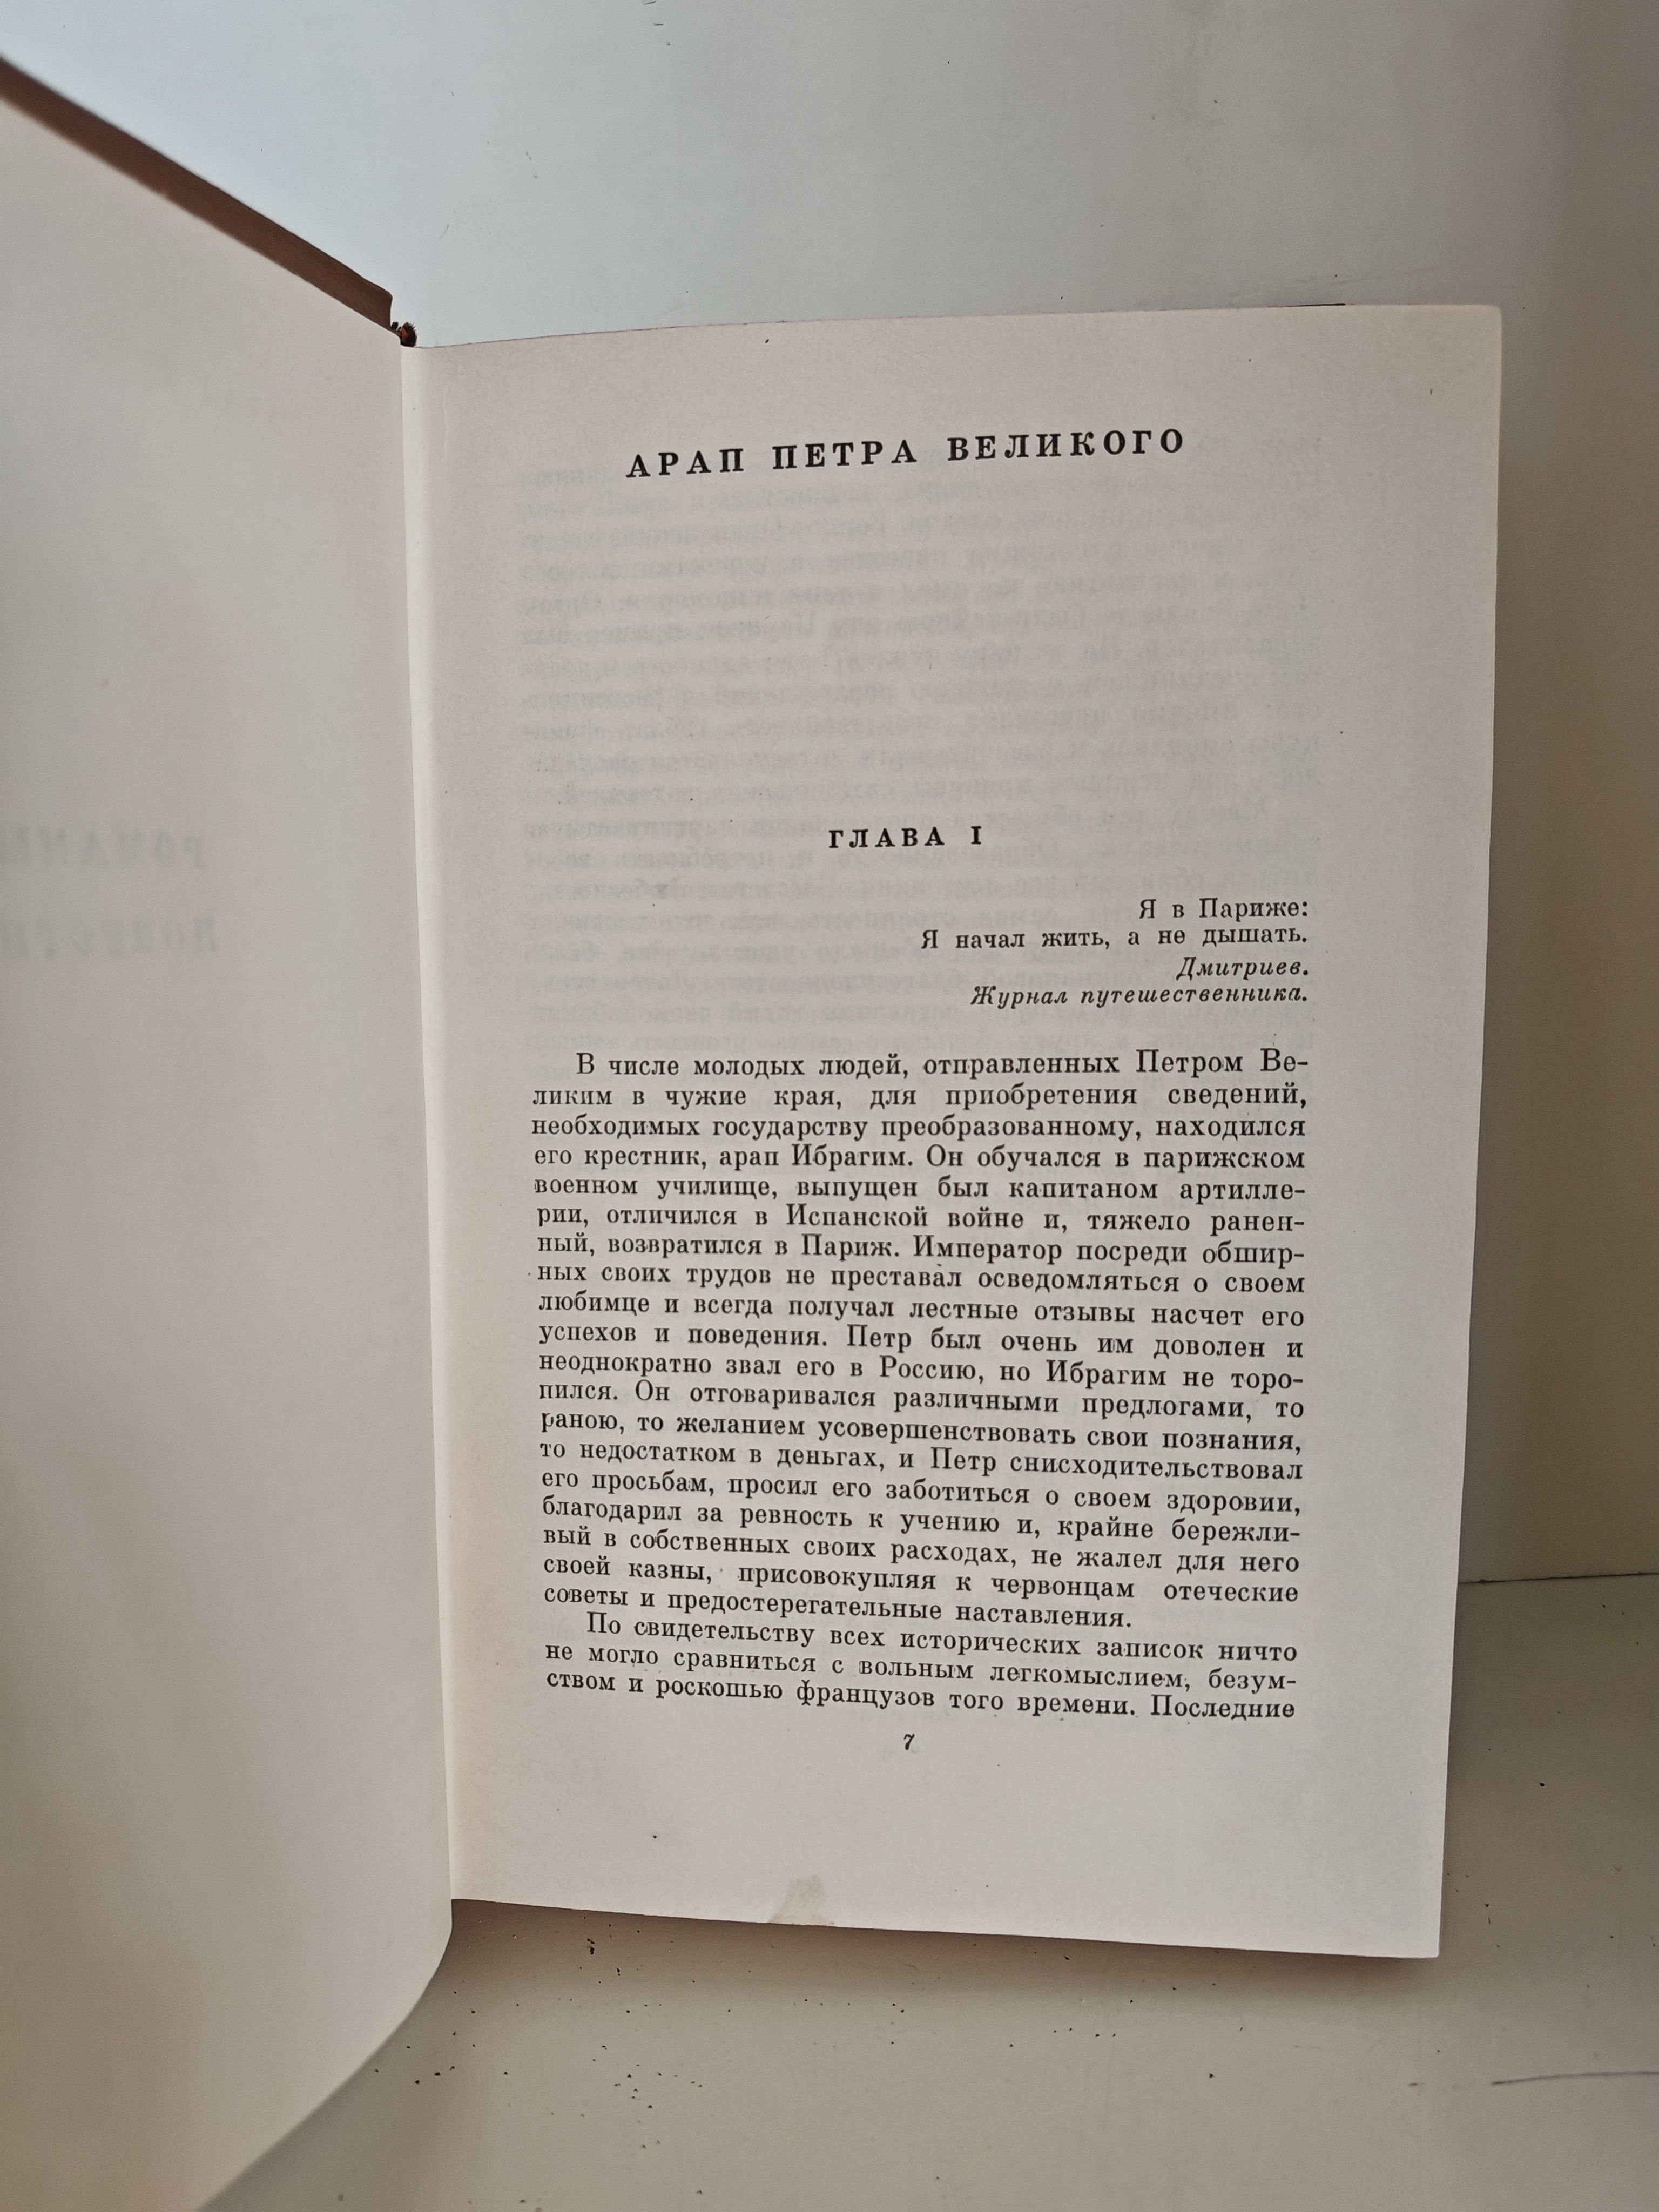 АРАП ПЕТРА ВЕЛИКОГО
ГЛАВА I
Я в Париже:
Я начал жить, а не дышать.
Дмитриев.
Журнал путешественника.
В числе молодых людей, отправленных Петром Ве-
ликим в чужие края, для приобретения сведений,
необходимых государству преобразованному, находился
его крестник, арап Ибрагим. Он обучался в парижском
военном училище, выпущен был капитаном артилле-
рии, отличился в Испанской войне и, тяжело ранен-
ный, возвратился в Париж. Император посреди обшир-
ных своих трудов не преставал осведомляться о своем
любимце и всегда получал лестные отзывы насчет его
успехов и поведения. Петр был очень им доволен и
неоднократно звал его в Россию, но Ибрагим не торо-
пился. Он отговаривался различными предлогами, то
раною, то желанием усовершенствовать свои познания,
то недостатком в деньгах, и Петр снисходительствовал
его просьбам, просил его заботиться о своем здоровии,
благодарил за ревность к учению и, крайне бережли-
вый в собственных своих расходах, не жалел для него
своей казны, присовокупляя к червонцам отеческие
советы и предостерегательные наставления.
По свидетельству всех исторических записок ничто
не могло сравниться с вольным легкомыслием, безум-
ством и роскошью французов того времени. Последние
7